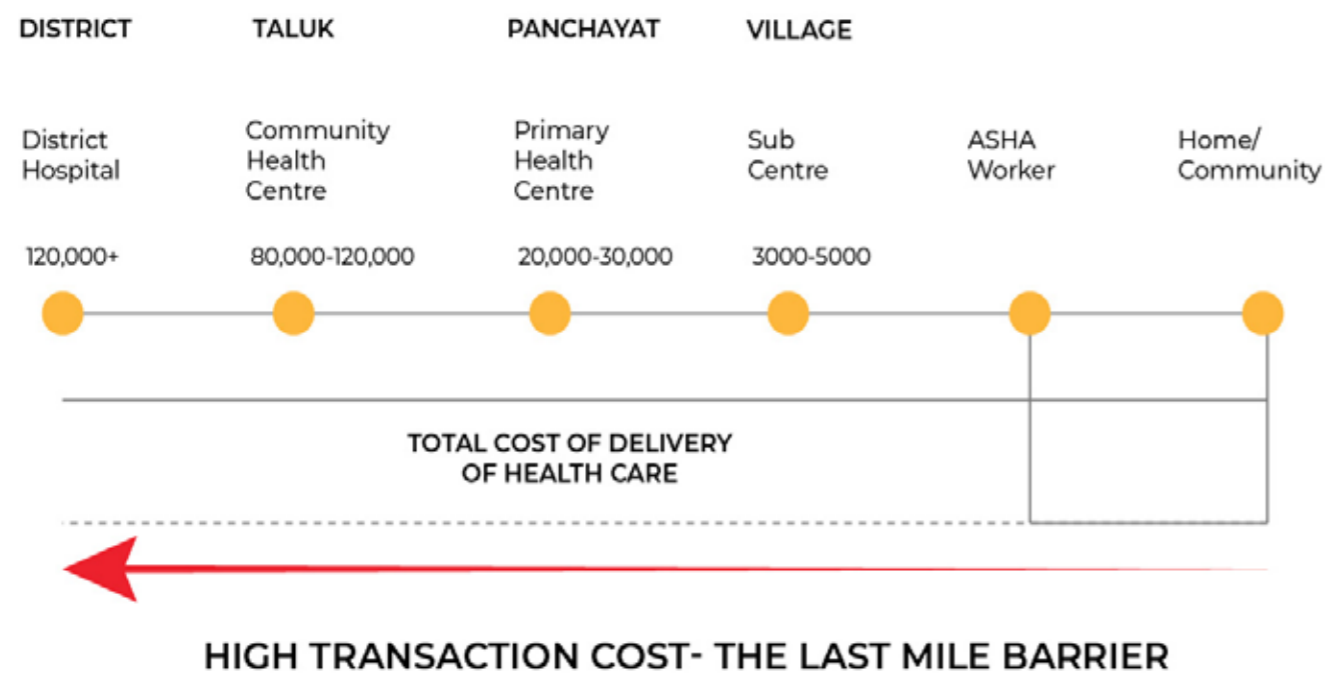 DISTRICT TALUK PANCHAYAT VILLAGE
District Hospital
Community Health Centre
Primary Health Centre
Sub Centre
ASHA Worker
Home/ Community
120,000+ 80,000-120,000 20,000-30,000 3000-5000
TOTAL COST OF DELIVERY
OF HEALTH CARE
HIGH TRANSACTION COST- THE LAST MILE BARRIER